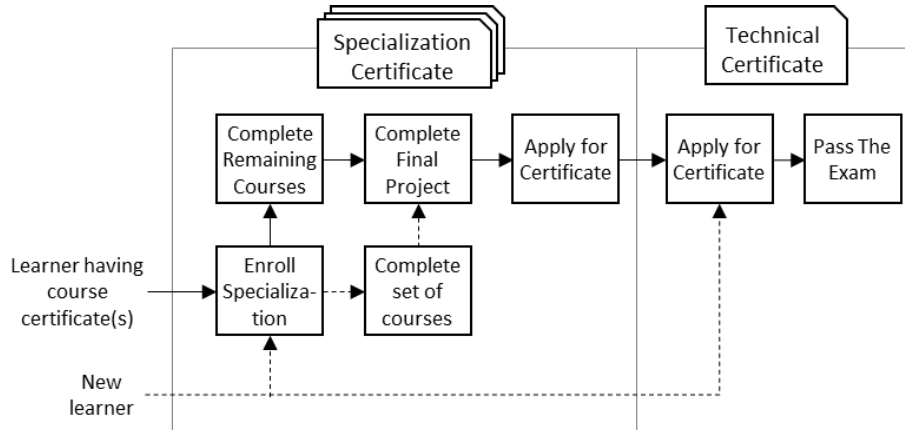 Specialization
Certificate
Technical
Certificate
Complete
Remaining
Courses
Complete
Final
Project
Apply for
Certificate
Apply for
Certificate
Pass The
Exam
Learner having
course
certificate(s)
Enroll
Specializa-
tion
Complete
set of
courses
New
learner